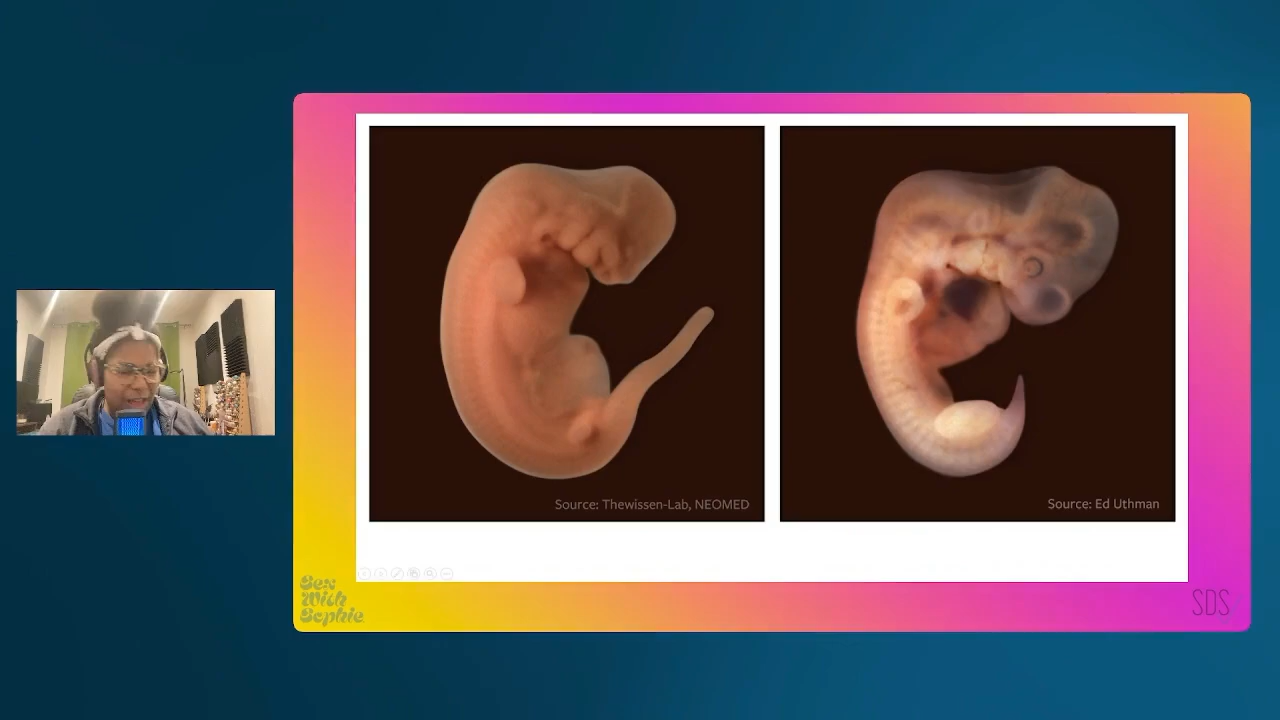 Source: Thewissen-Lab, NEOMED
Source: Ed Uthman
Sex
With
Sophie
SDS